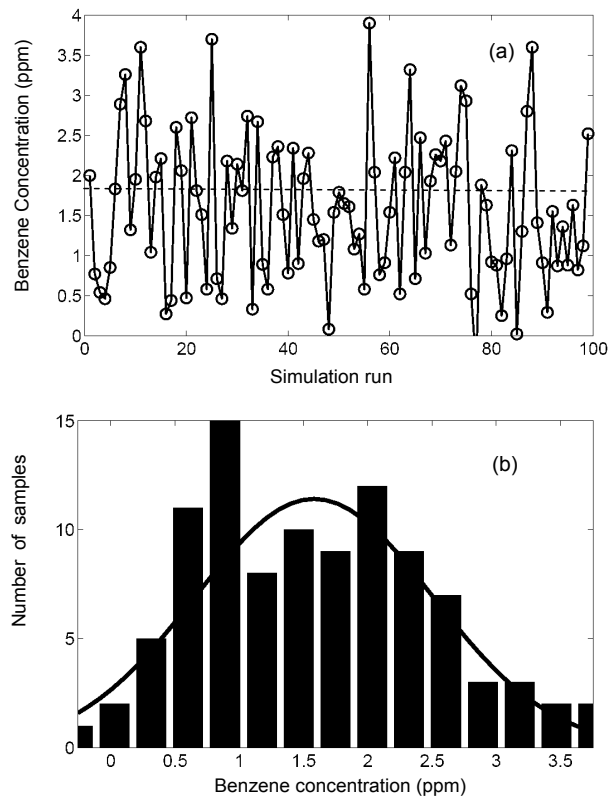 4
3.5
3
2.5
2
1.5
1
0.5
0
Benzene Concentration (ppm)
(a)
0 20 40 60 80 100
Simulation run
15
10
5
0
Number of samples
(b)
0 0.5 1 1.5 2 2.5 3 3.5
Benzene concentration (ppm)